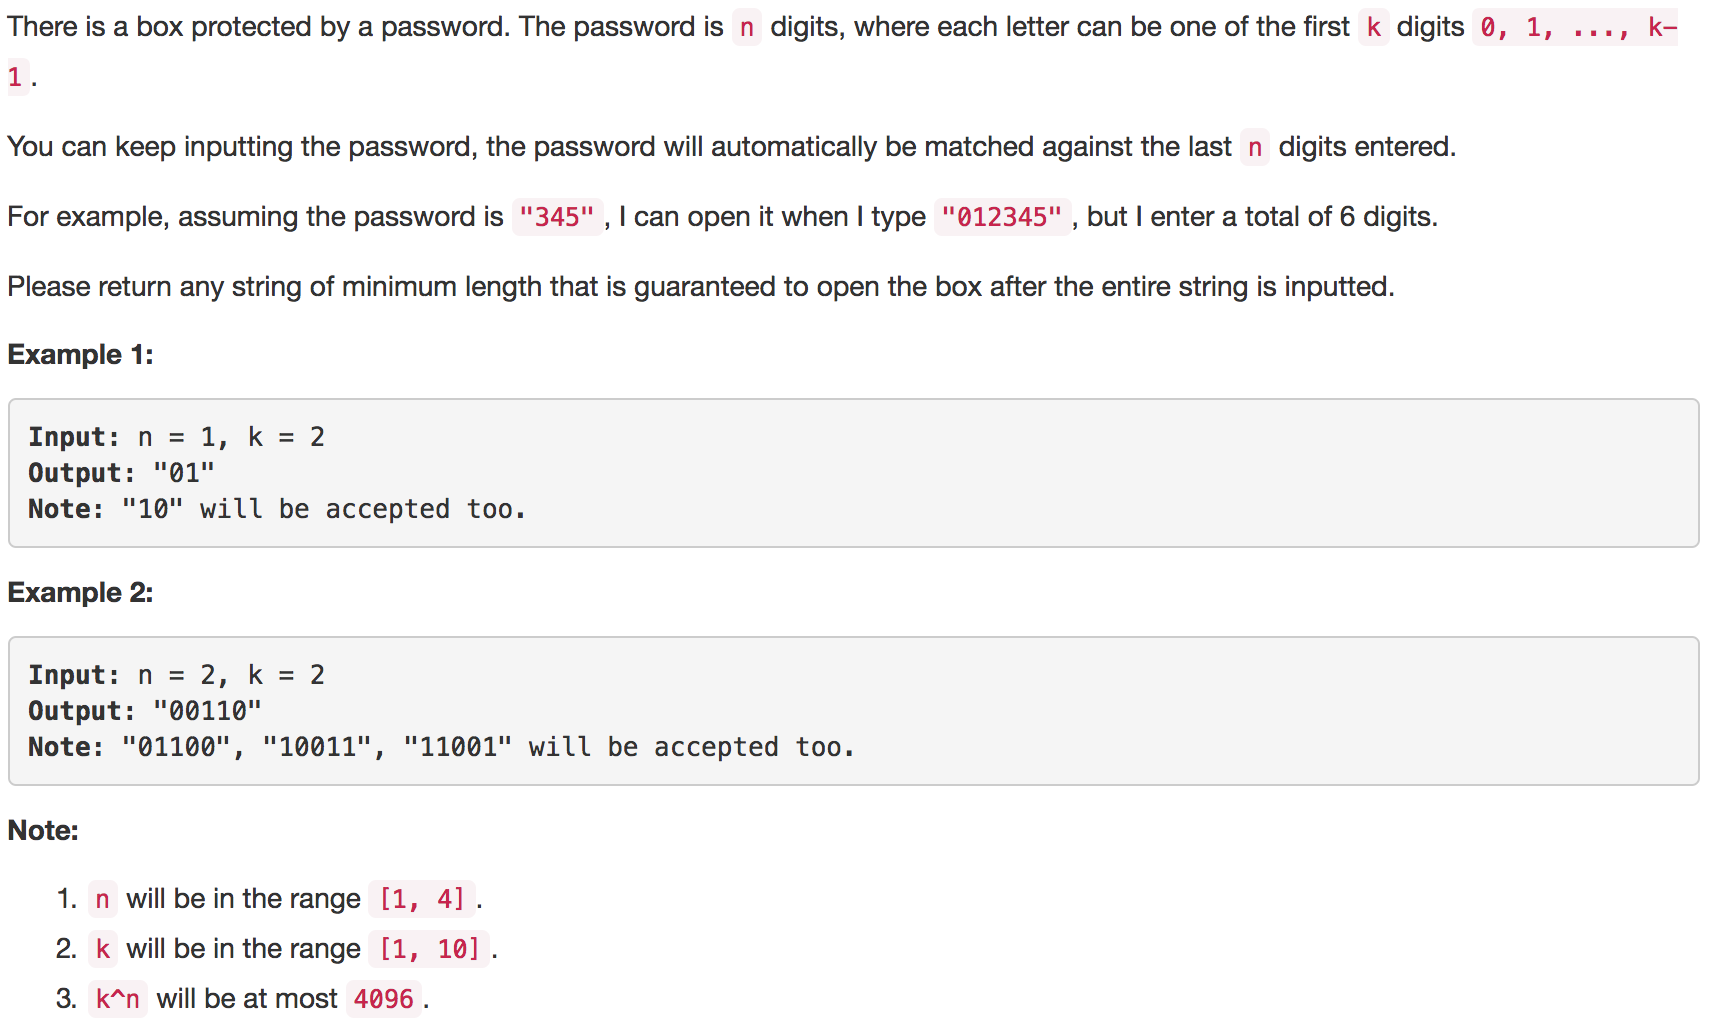 There is a box protected by a password. The password is n digits, where each letter can be one of the first k digits 0, 1, ..., k-
1 .
You can keep inputting the password, the password will automatically be matched against the last n digits entered.
For example, assuming the password is "345" , I can open it when I type "012345" , but I enter a total of 6 digits.
Please return any string of minimum length that is guaranteed to open the box after the entire string is inputted.
Example 1:
Input: n = 1, k = 2
Output: "01"
Note: "10" will be accepted too.
Example 2:
Input: n = 2, k = 2
Output: "00110"
Note: "01100", "10011", "11001" will be accepted too.
Note:
1. n will be in the range [1, 4] .
2. k will be in the range [1, 10] .
3. k^n will be at most 4096 .